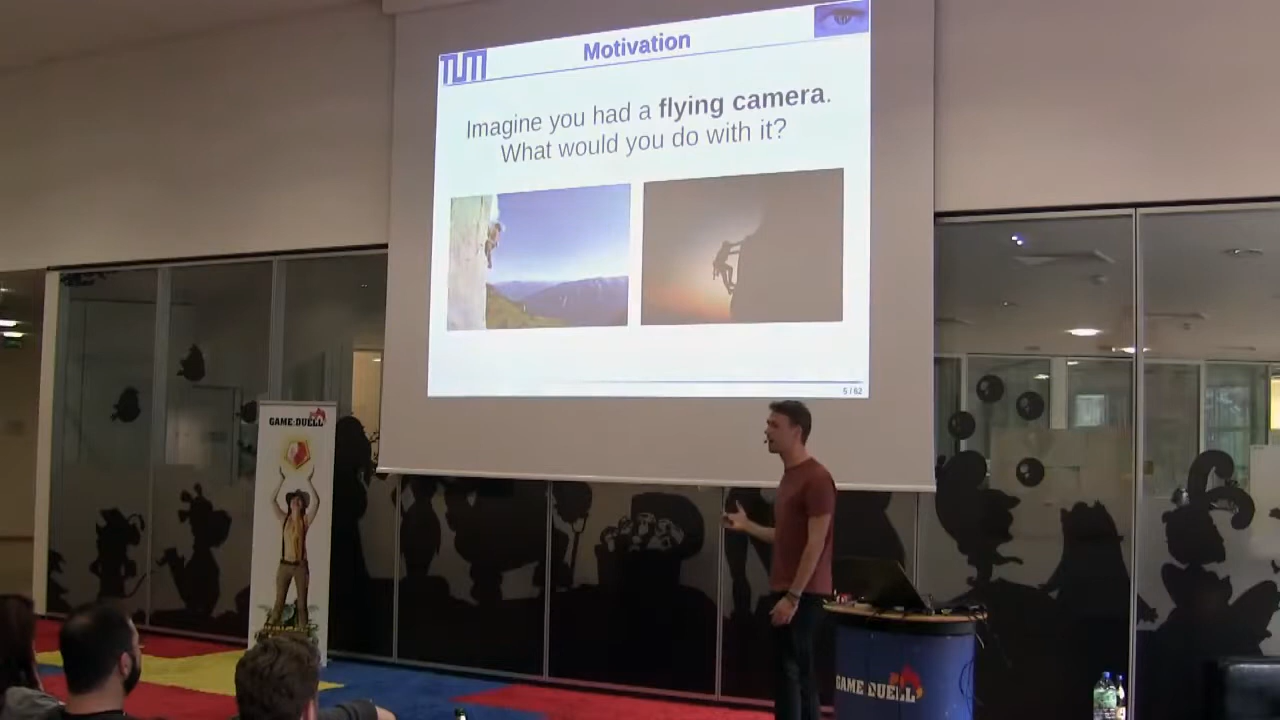 TUM
Motivation
Imagine you had a flying camera.
What would you do with it?
5 / 62
GAME DUELL
GAME DUELL